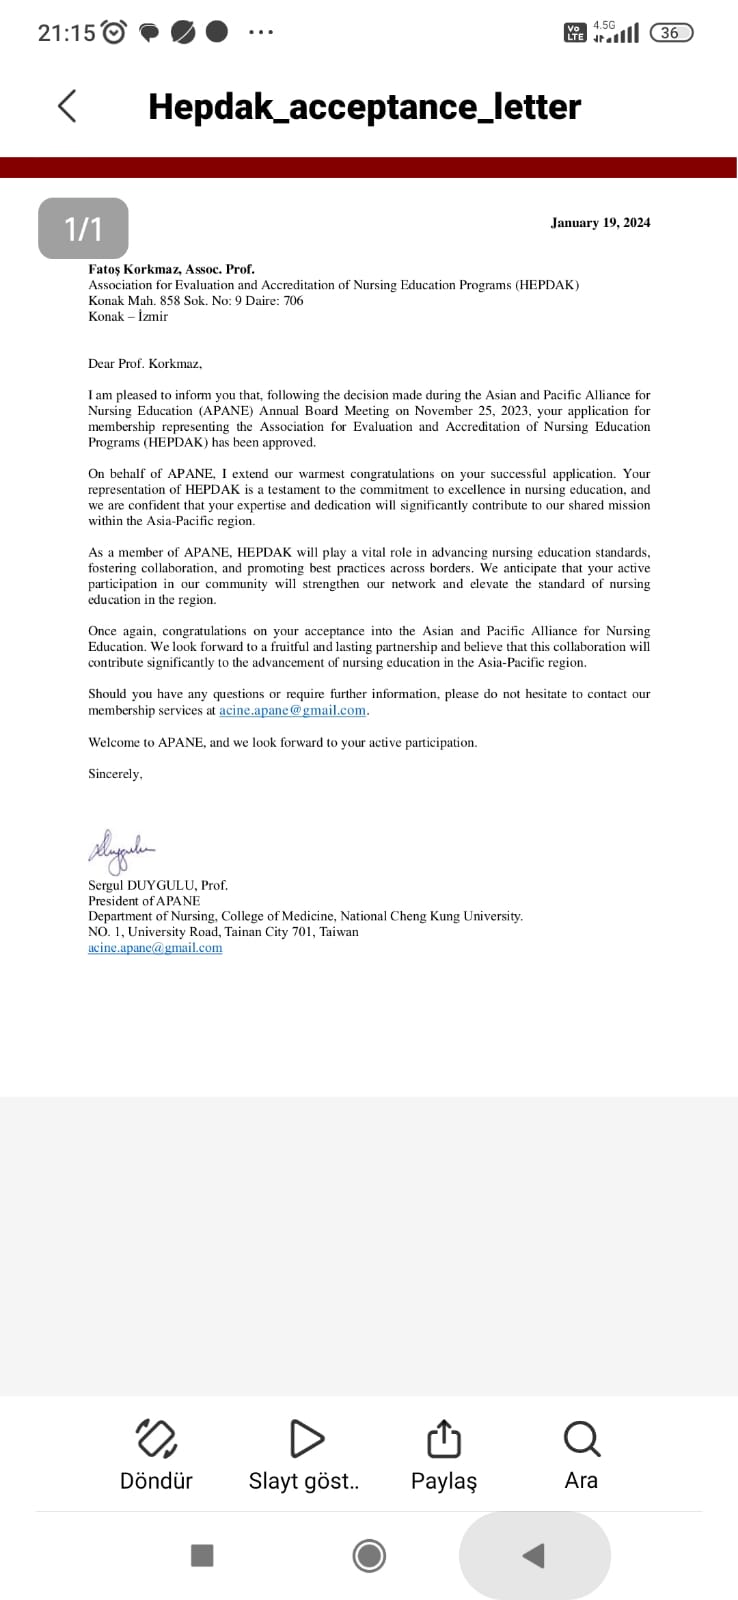 21:15
Vo LTE
4.5G
36
Hepdak_acceptance_letter
1/1
January 19, 2024
Fatoş Korkmaz, Assoc. Prof.
Association for Evaluation and Accreditation of Nursing Education Programs (HEPDAK)
Konak Mah. 858 Sok. No: 9 Daire: 706
Konak – İzmir
Dear Prof. Korkmaz,
I am pleased to inform you that, following the decision made during the Asian and Pacific Alliance for
Nursing Education (APANE) Annual Board Meeting on November 25, 2023, your application for
membership representing the Association for Evaluation and Accreditation of Nursing Education
Programs (HEPDAK) has been approved.
On behalf of APANE, I extend our warmest congratulations on your successful application. Your
representation of HEPDAK is a testament to the commitment to excellence in nursing education, and
we are confident that your expertise and dedication will significantly contribute to our shared mission
within the Asia-Pacific region.
As a member of APANE, HEPDAK will play a vital role in advancing nursing education standards,
fostering collaboration, and promoting best practices across borders. We anticipate that your active
participation in our community will strengthen our network and elevate the standard of nursing
education in the region.
Once again, congratulations on your acceptance into the Asian and Pacific Alliance for Nursing
Education. We look forward to a fruitful and lasting partnership and believe that this collaboration will
contribute significantly to the advancement of nursing education in the Asia-Pacific region.
Should you have any questions or require further information, please do not hesitate to contact our
membership services at acine.apane@gmail.com.
Welcome to APANE, and we look forward to your active participation.
Sincerely,
Sergul DUYGULU, Prof.
President of APANE
Department of Nursing, College of Medicine, National Cheng Kung University.
NO. 1, University Road, Tainan City 701, Taiwan
acine.apane@gmail.com
Döndür
Slayt göst..
Paylaş
Ara